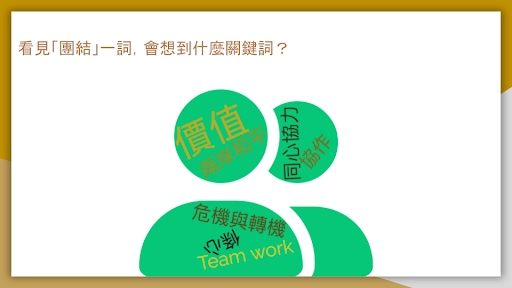 看見「團結」一詞，會想到什麼關鍵詞？
價值
兩岸和平
同心協力
協作
危機與轉機
核心
Team work